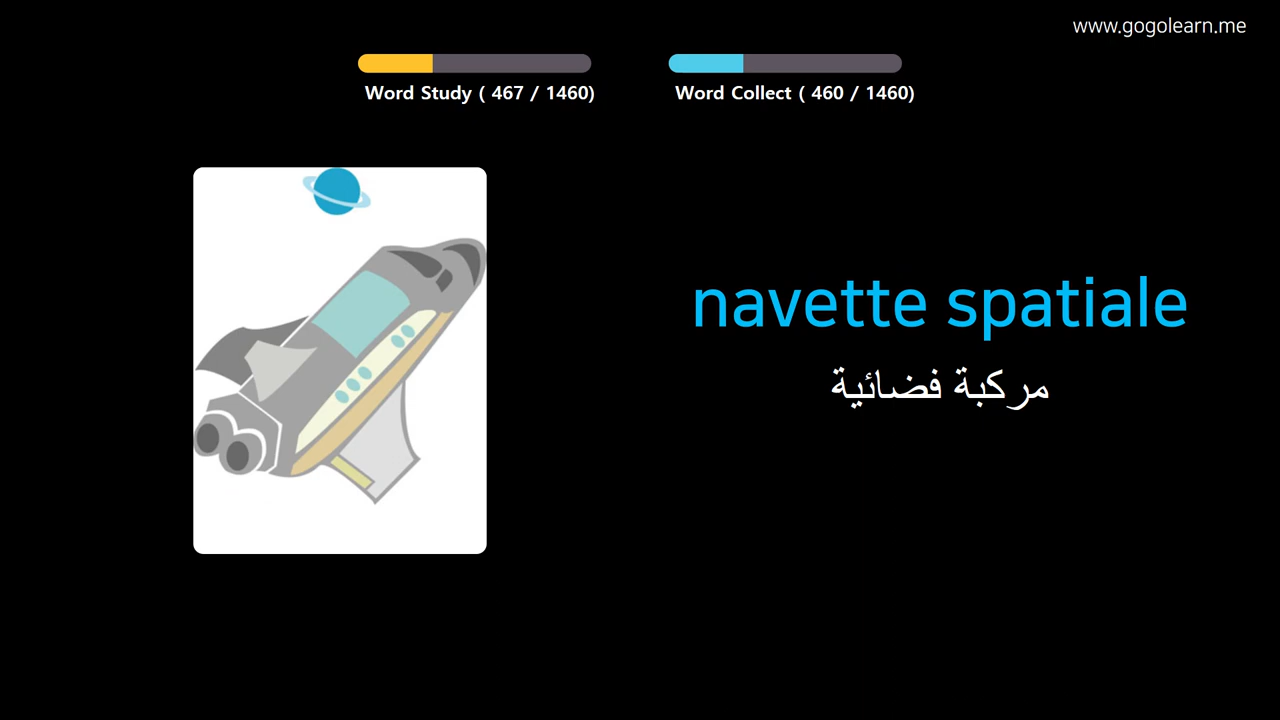 www.gogolearn.me
Word Study ( 467 / 1460)
Word Collect ( 460 / 1460)
navette spatiale
مركبة فضائية